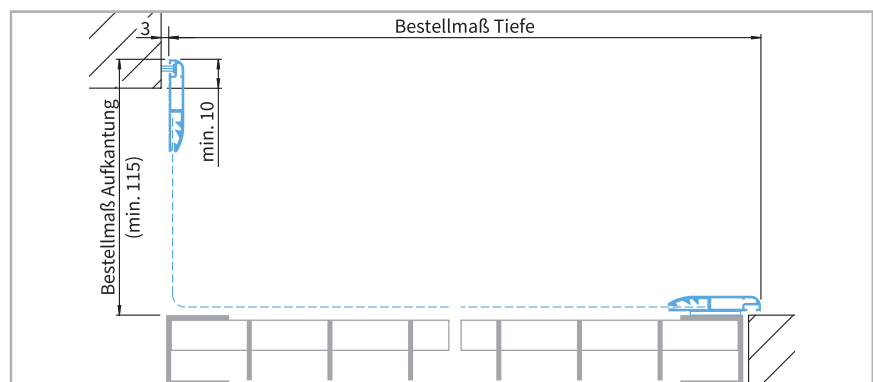 3
Bestellmaß Tiefe
Bestellmaß Aufkantung
(min. 115)
min. 10